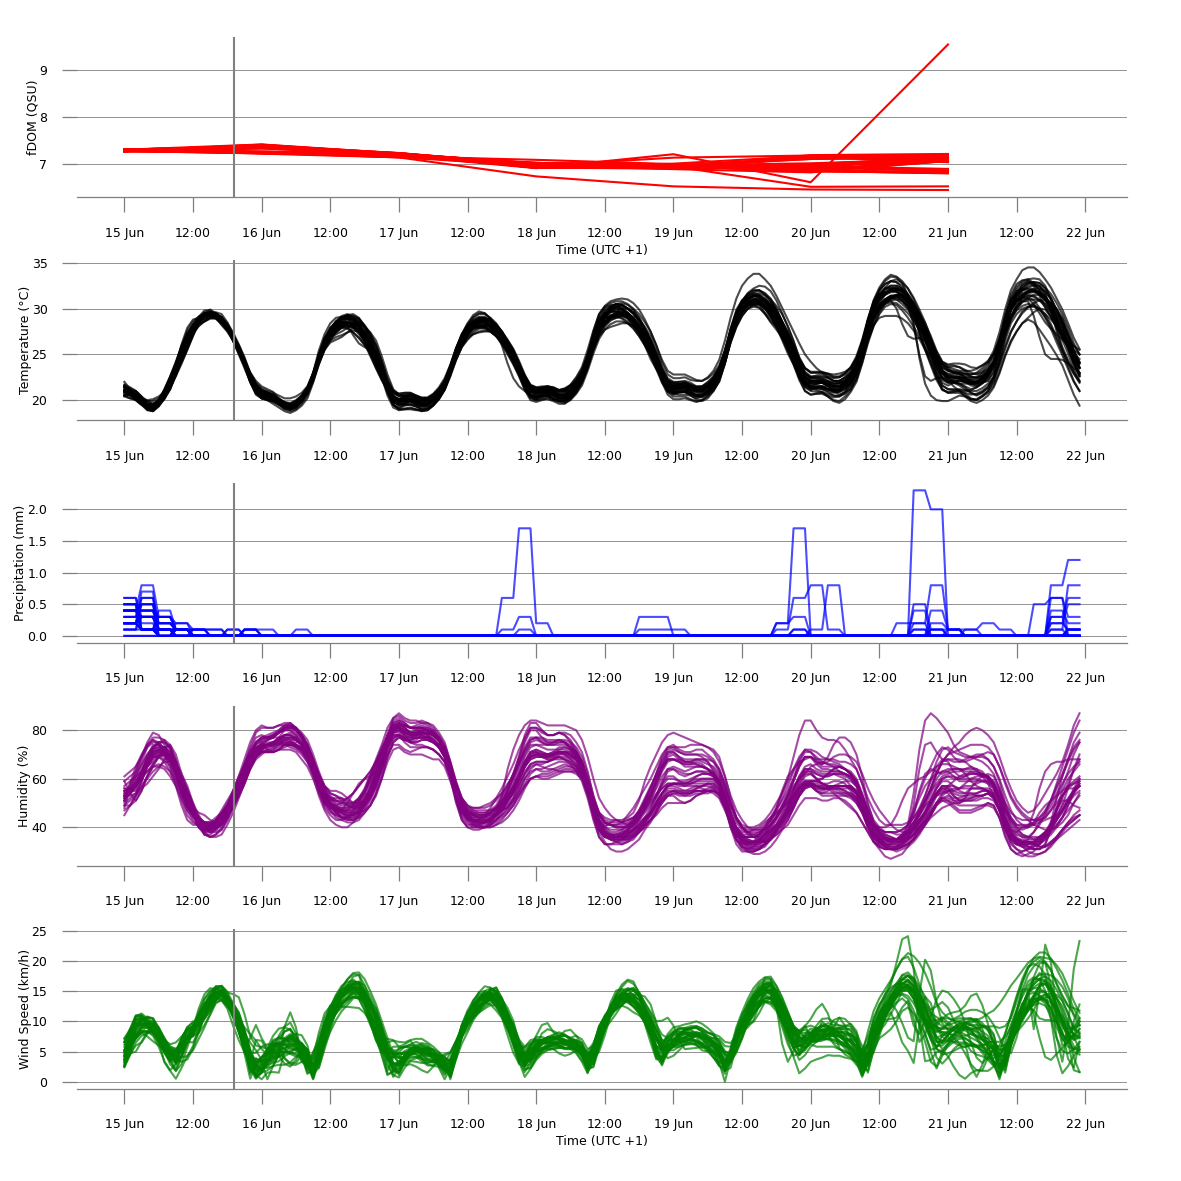 9
8
7
fDOM (QSU)
15 Jun 12:00 16 Jun 12:00 17 Jun 12:00 18 Jun 12:00 19 Jun 12:00 20 Jun 12:00 21 Jun 12:00 22 Jun
Time (UTC +1)
35
30
25
20
Temperature (°C)
15 Jun 12:00 16 Jun 12:00 17 Jun 12:00 18 Jun 12:00 19 Jun 12:00 20 Jun 12:00 21 Jun 12:00 22 Jun
2.0
1.5
1.0
0.5
0.0
Precipitation (mm)
15 Jun 12:00 16 Jun 12:00 17 Jun 12:00 18 Jun 12:00 19 Jun 12:00 20 Jun 12:00 21 Jun 12:00 22 Jun
80
60
40
Humidity (%)
15 Jun 12:00 16 Jun 12:00 17 Jun 12:00 18 Jun 12:00 19 Jun 12:00 20 Jun 12:00 21 Jun 12:00 22 Jun
25
20
15
10
5
0
Wind Speed (km/h)
15 Jun 12:00 16 Jun 12:00 17 Jun 12:00 18 Jun 12:00 19 Jun 12:00 20 Jun 12:00 21 Jun 12:00 22 Jun
Time (UTC +1)